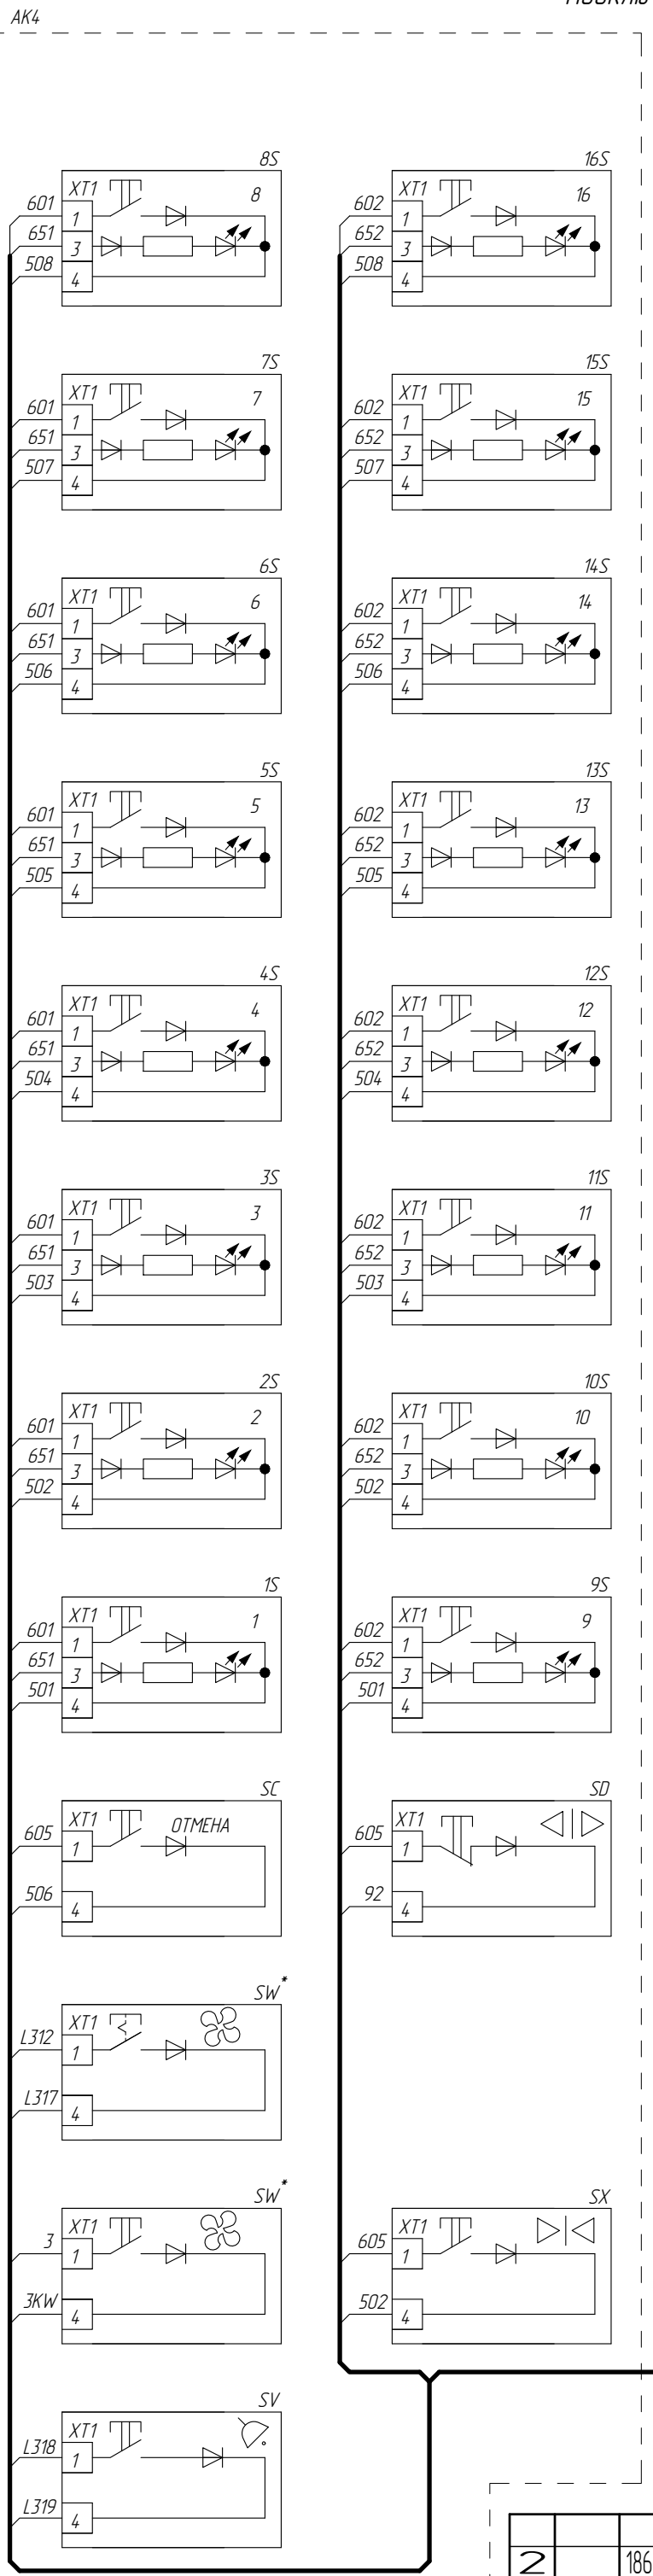 AK4
8S
XT1
8
601
1
651
3
508
4
16S
XT1
16
602
1
652
3
508
4
7S
XT1
7
601
1
651
3
507
4
15S
XT1
15
602
1
652
3
507
4
6S
XT1
6
601
1
651
3
506
4
14S
XT1
14
602
1
652
3
506
4
5S
XT1
5
601
1
651
3
505
4
13S
XT1
13
602
1
652
3
505
4
4S
XT1
4
601
1
651
3
504
4
12S
XT1
12
602
1
652
3
504
4
3S
XT1
3
601
1
651
3
503
4
11S
XT1
11
602
1
652
3
503
4
2S
XT1
2
601
1
651
3
502
4
10S
XT1
10
602
1
652
3
502
4
1S
XT1
1
601
1
651
3
501
4
9S
XT1
9
602
1
652
3
501
4
SC
XT1
ОТМЕНА
605
1
506
4
SD
XT1
605
1
92
4
SW*
XT1
L312
1
L317
4
SW*
XT1
3
1
3KW
4
SX
XT1
605
1
502
4
SV
XT1
L318
1
L319
4
2
186